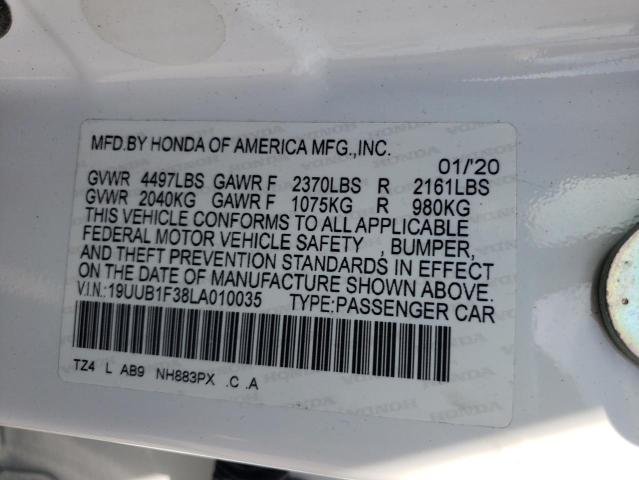 MFD.BY HONDA OF AMERICA MFG.,INC.
01/'20
GVWR 4497LBS GAWR F 2370LBS R 2161LBS
GVWR 2040KG GAWR F 1075KG R 980KG
THIS VEHICLE CONFORMS TO ALL APPLICABLE
FEDERAL MOTOR VEHICLE SAFETY , BUMPER,
AND THEFT PREVENTION STANDARDS IN EFFECT
ON THE DATE OF MANUFACTURE SHOWN ABOVE.
V.I.N.:19UUB1F38LA010035 TYPE:PASSENGER CAR
TZ4 L AB9 NH883PX .C .A